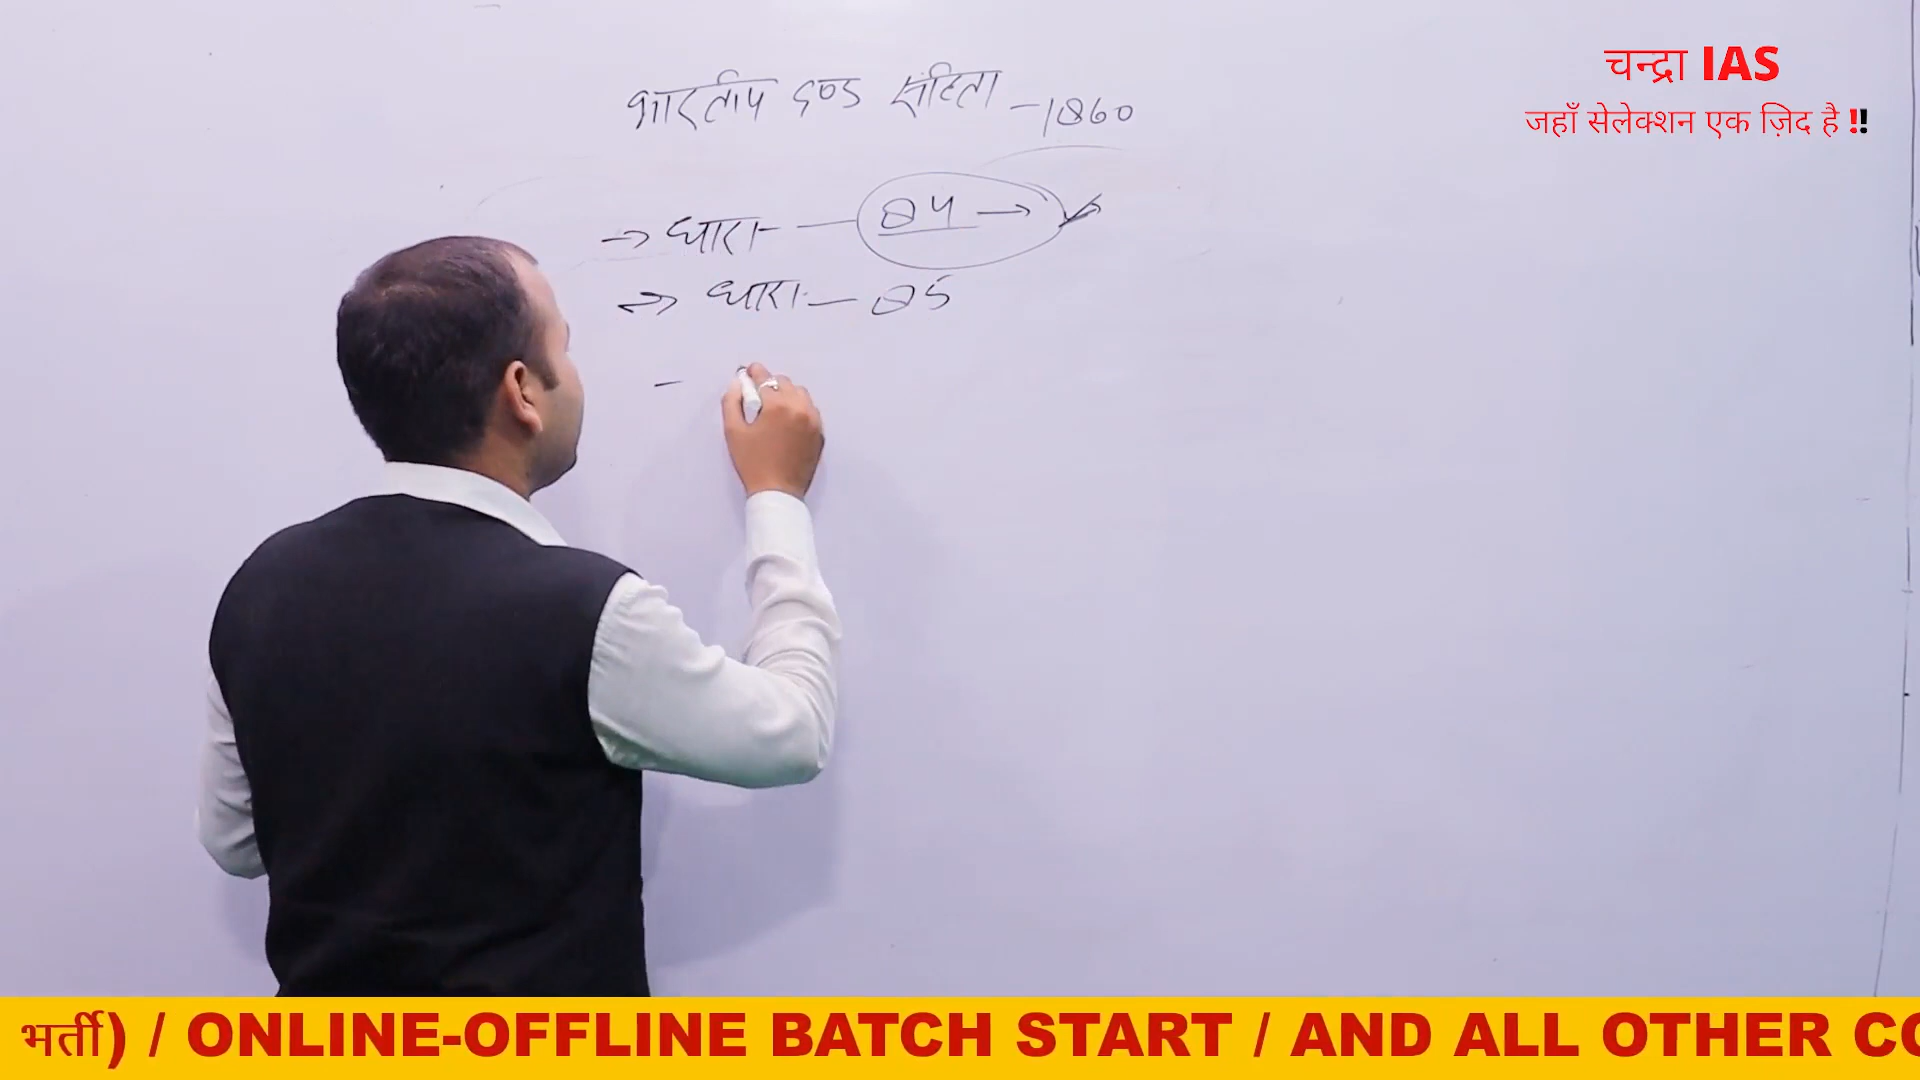 चन्द्रा IAS
जहाँ सेलेक्शन एक ज़िद है !!
भारतीय दण्ड संहिता - 1860
→ धारा - 84 →
⇒ धारा - 85
-
भर्ती) / ONLINE-OFFLINE BATCH START / AND ALL OTHER CO